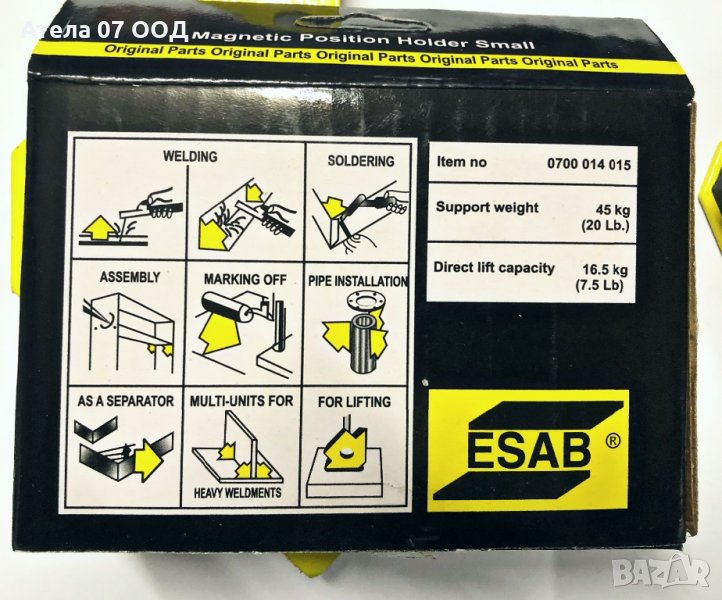 Атела 07 ООД
Magnetic Position Holder Small
Original Parts Original Parts Original Parts Original Parts Original Parts
WELDING
SOLDERING
ASSEMBLY
MARKING OFF
PIPE INSTALLATION
AS A SEPARATOR
MULTI-UNITS FOR
HEAVY WELDMENTS
FOR LIFTING
Item no 0700 014 015
Support weight 45 kg
(20 Lb.)
Direct lift capacity 16.5 kg
(7.5 Lb)
ESAB ®
BAZAR